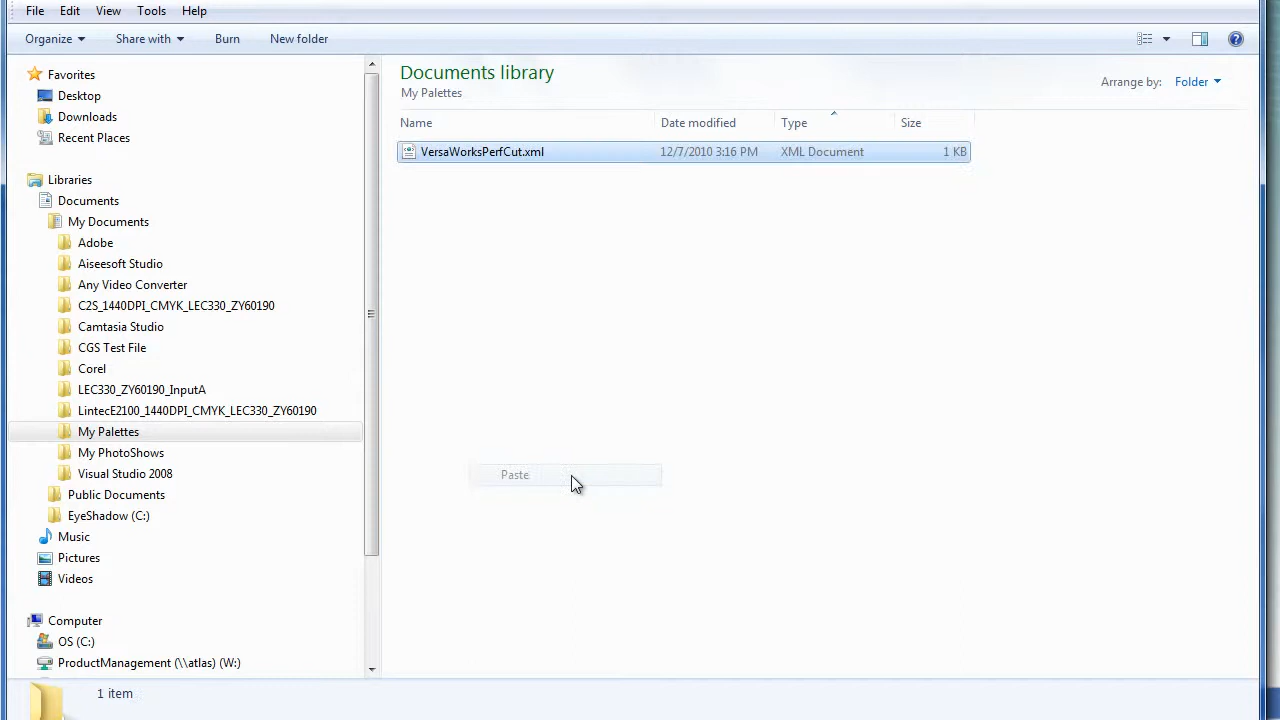 File Edit View Tools Help
Organize Share with Burn New folder
Favorites
Desktop
Downloads
Recent Places
Libraries
Documents
My Documents
Adobe
Aiseesoft Studio
Any Video Converter
C2S_1440DPI_CMYK_LEC330_ZY60190
Camtasia Studio
CGS Test File
Corel
LEC330_ZY60190_InputA
LintecE2100_1440DPI_CMYK_LEC330_ZY60190
My Palettes
My PhotoShows
Visual Studio 2008
Public Documents
EyeShadow (C:)
Music
Pictures
Videos
Computer
OS (C:)
ProductManagement (\\atlas) (W:)
Documents library
My Palettes
Arrange by: Folder
Name Date modified Type Size
VersaWorksPerfCut.xml 12/7/2010 3:16 PM XML Document 1 KB
Paste
1 item